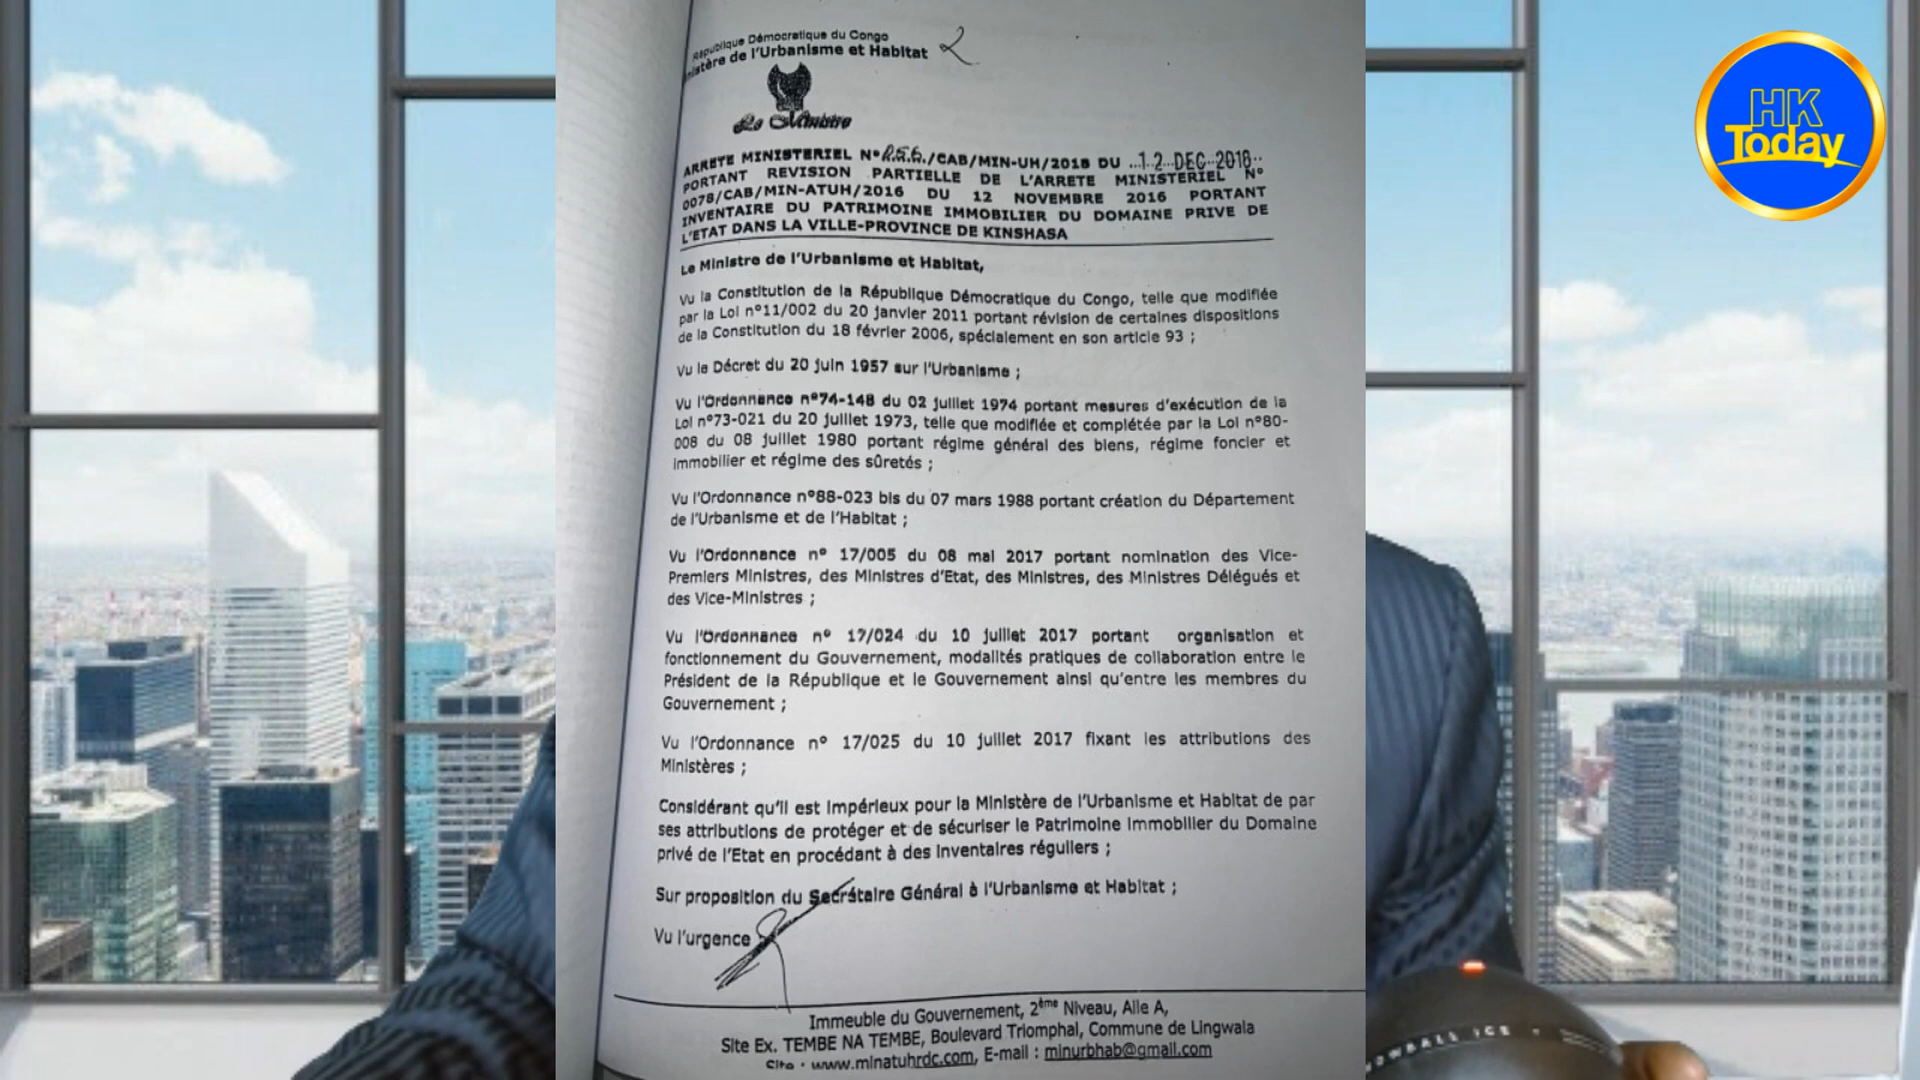 République Démocratique du Congo
Ministère de l'Urbanisme et Habitat
Le Ministre
ARRETE MINISTERIEL N° 256/CAB/MIN-UH/2018 DU ..12 DEC 2018..
PORTANT REVISION PARTIELLE DE L'ARRETE MINISTERIEL N°
0078/CAB/MIN-ATUH/2016 DU 12 NOVEMBRE 2016 PORTANT
INVENTAIRE DU PATRIMOINE IMMOBILIER DU DOMAINE PRIVE DE
L'ETAT DANS LA VILLE-PROVINCE DE KINSHASA
Le Ministre de l'Urbanisme et Habitat,
Vu la Constitution de la République Démocratique du Congo, telle que modifiée
par la Loi n°11/002 du 20 janvier 2011 portant révision de certaines dispositions
de la Constitution du 18 février 2006, spécialement en son article 93 ;
Vu le Décret du 20 juin 1957 sur l'Urbanisme ;
Vu l'Ordonnance n°74-148 du 02 juillet 1974 portant mesures d'exécution de la
Loi n°73-021 du 20 juillet 1973, telle que modifiée et complétée par la Loi n°80-
008 du 08 juillet 1980 portant régime général des biens, régime foncier et
immobilier et régime des sûretés ;
Vu l'Ordonnance n°88-023 bis du 07 mars 1988 portant création du Département
de l'Urbanisme et de l'Habitat ;
Vu l'Ordonnance n° 17/005 du 08 mai 2017 portant nomination des Vice-
Premiers Ministres, des Ministres d'Etat, des Ministres, des Ministres Délégués et
des Vice-Ministres ;
Vu l'Ordonnance n° 17/024 du 10 juillet 2017 portant organisation et
fonctionnement du Gouvernement, modalités pratiques de collaboration entre le
Président de la République et le Gouvernement ainsi qu'entre les membres du
Gouvernement ;
Vu l'Ordonnance n° 17/025 du 10 juillet 2017 fixant les attributions des
Ministères ;
Considérant qu'il est impérieux pour la Ministère de l'Urbanisme et Habitat de par
ses attributions de protéger et de sécuriser le Patrimoine immobilier du Domaine
privé de l'Etat en procédant à des inventaires réguliers ;
Sur proposition du Secrétaire Général à l'Urbanisme et Habitat ;
Vu l'urgence
Immeuble du Gouvernement, 2ème Niveau, Aile A,
Site Ex. TEMBE NA TEMBE, Boulevard Triomphal, Commune de Lingwala
Site : www.minatuhrdc.com, E-mail : minurbhab@gmail.com
HK
Today
SNOWBALL ICE